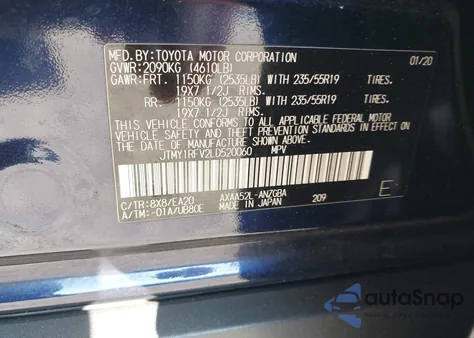 MFD.BY:TOYOTA MOTOR CORPORATION 01/20
GVWR:2090KG (4610LB)
GAWR:FRT. 1150KG (2535LB) WITH 235/55R19 TIRES.
19X7 1/2J RIMS.
RR. 1150KG (2535LB) WITH 235/55R19 TIRES.
19X7 1/2J RIMS.
THIS VEHICLE CONFORMS TO ALL APPLICABLE FEDERAL MOTOR
VEHICLE SAFETY AND THEFT PREVENTION STANDARDS IN EFFECT
ON THE DATE OF MANUFACTURE SHOWN ABOVE.
JTMY1RFV2LD520060 MPV
C/TR:8X8/EA20 AXAA52L-ANZGBA 209 E
A/TM:-01A/UB80E MADE IN JAPAN
autoSnap